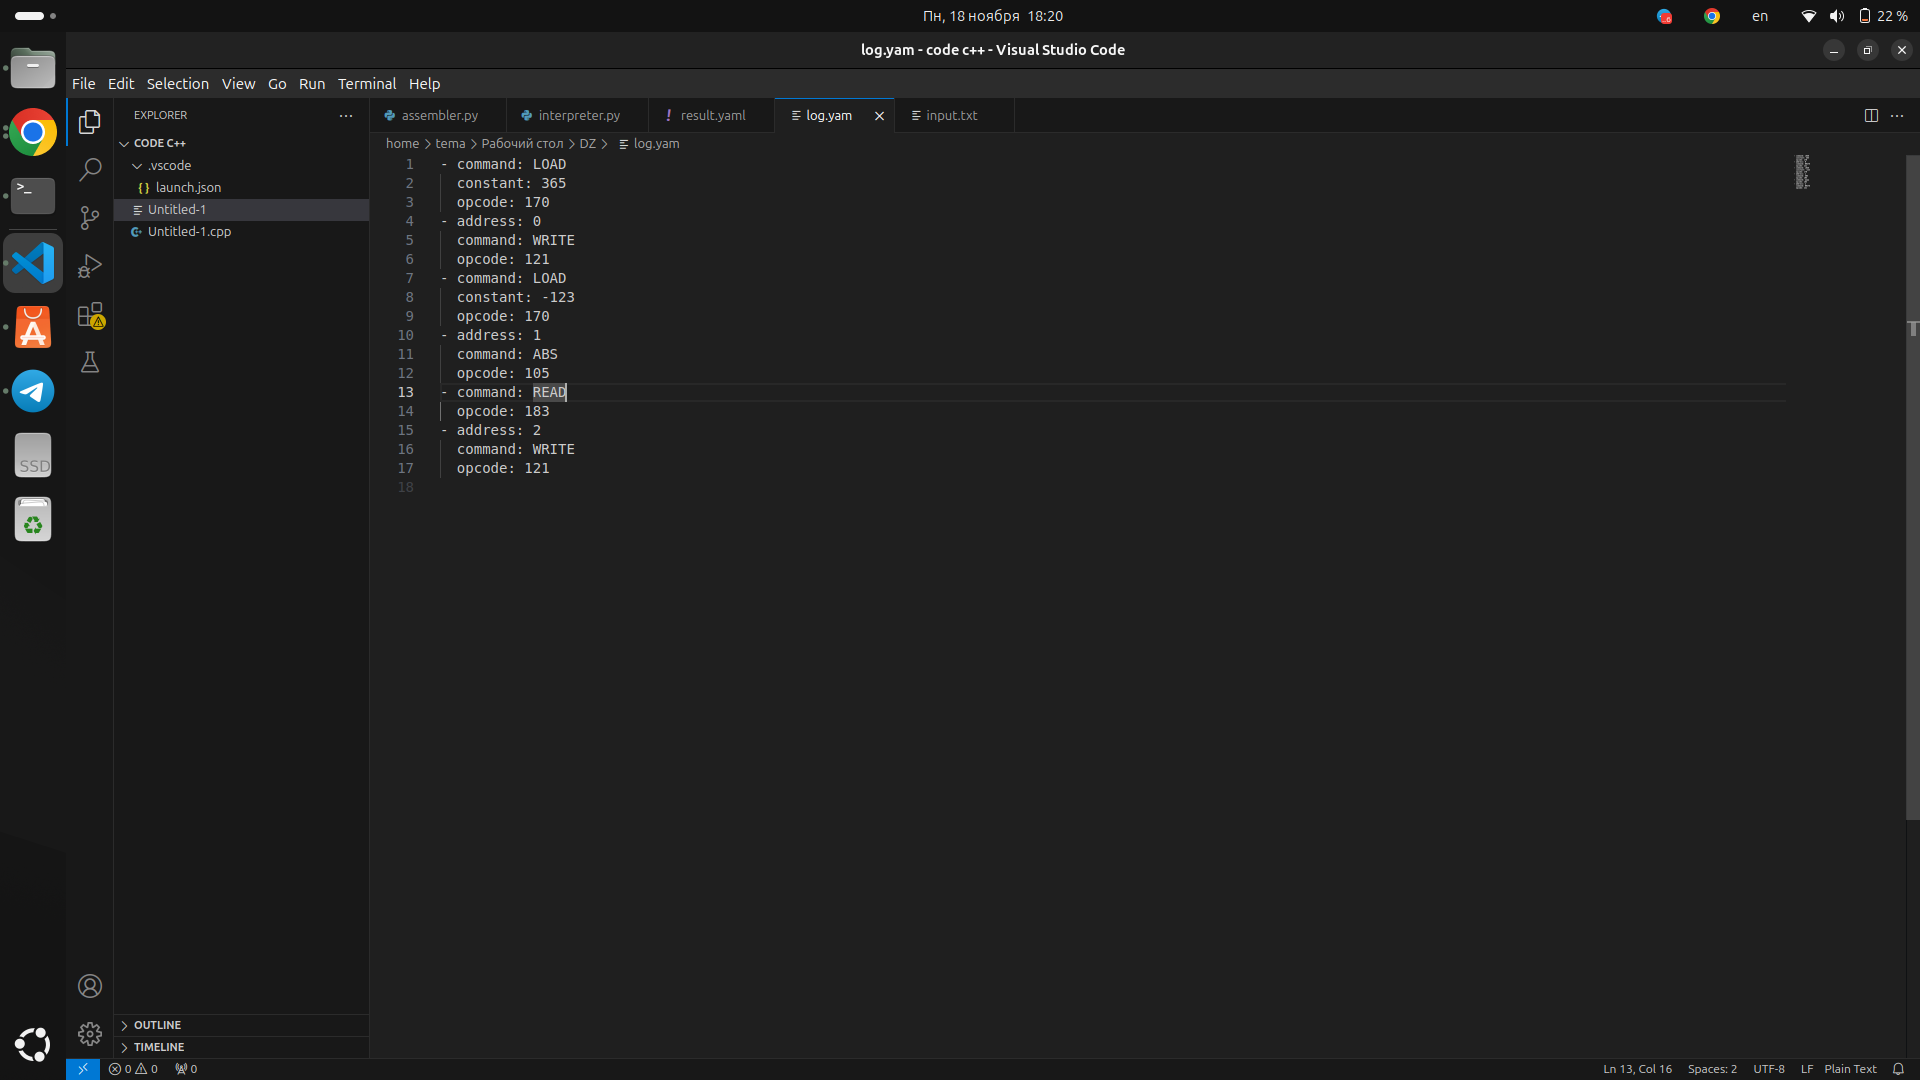 Пн, 18 ноября 18:20
en
22 %
log.yam - code c++ - Visual Studio Code
File Edit Selection View Go Run Terminal Help
EXPLORER
CODE C++
.vscode
{} launch.json
Untitled-1
Untitled-1.cpp
OUTLINE
TIMELINE
assembler.py
interpreter.py
! result.yaml
log.yam
input.txt
home > tema > Рабочий стол > DZ > log.yam
1 - command: LOAD
2 constant: 365
3 opcode: 170
4 - address: 0
5 command: WRITE
6 opcode: 121
7 - command: LOAD
8 constant: -123
9 opcode: 170
10 - address: 1
11 command: ABS
12 opcode: 105
13 - command: READ
14 opcode: 183
15 - address: 2
16 command: WRITE
17 opcode: 121
18
SSD
0 0 0
Ln 13, Col 16 Spaces: 2 UTF-8 LF Plain Text